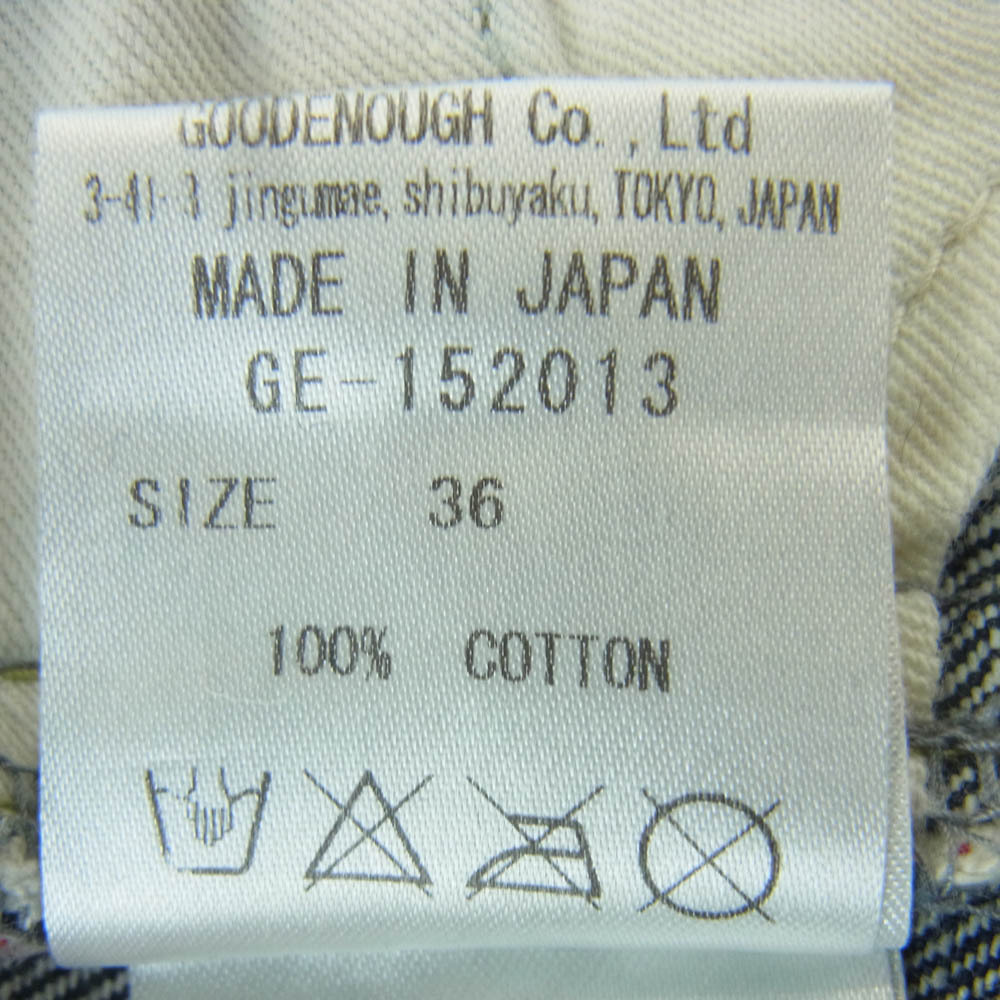 GOODENOUGH Co.,Ltd
3-41-3 jingumae, shibuyaku, TOKYO, JAPAN
MADE IN JAPAN
GE-152013
SIZE 36
100% COTTON